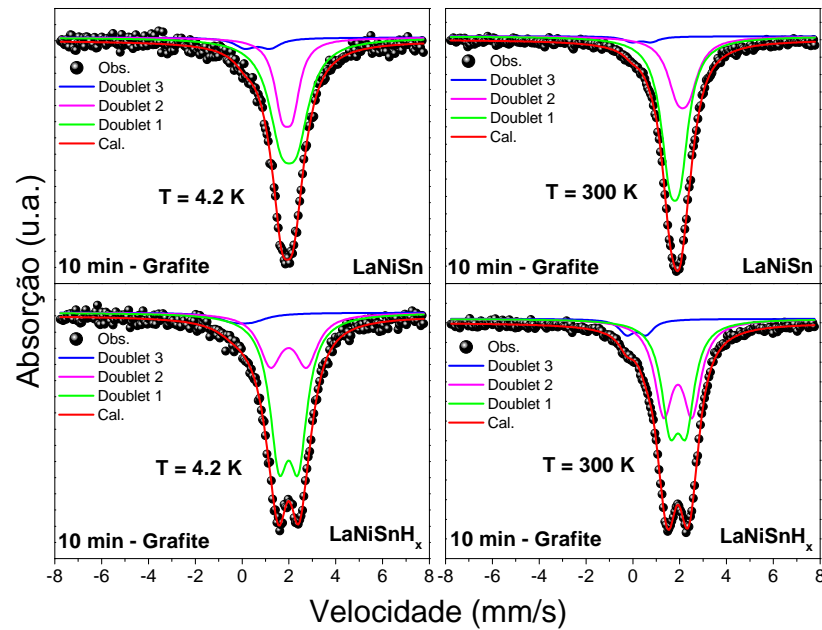 Absorção (u.a.)
Obs.
Doublet 3
Doublet 2
Doublet 1
Cal.
T = 4.2 K
10 min - Grafite
LaNiSn
Obs.
Doublet 3
Doublet 2
Doublet 1
Cal.
T = 300 K
10 min - Grafite
LaNiSn
Obs.
Doublet 3
Doublet 2
Doublet 1
Cal.
T = 4.2 K
10 min - Grafite
LaNiSnHx
-8 -6 -4 -2 0 2 4 6 8
Obs.
Doublet 3
Doublet 2
Doublet 1
Cal.
T = 300 K
10 min - Grafite
LaNiSnHx
-6 -4 -2 0 2 4 6 8
Velocidade (mm/s)